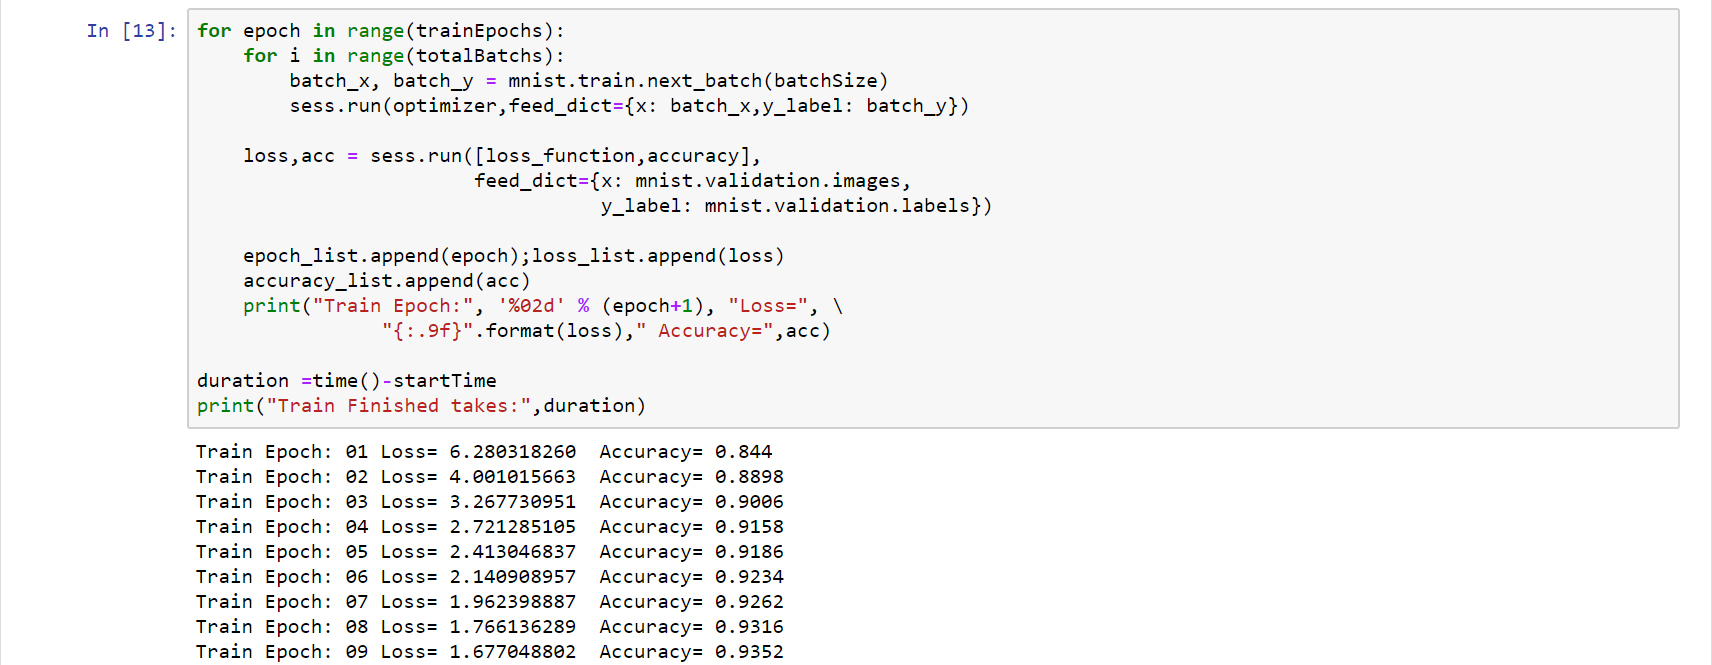 In [13]: for epoch in range(trainEpochs):
    for i in range(totalBatchs):
        batch_x, batch_y = mnist.train.next_batch(batchSize)
        sess.run(optimizer,feed_dict={x: batch_x,y_label: batch_y})

    loss,acc = sess.run([loss_function,accuracy],
                        feed_dict={x: mnist.validation.images,
                                   y_label: mnist.validation.labels})

    epoch_list.append(epoch);loss_list.append(loss)
    accuracy_list.append(acc)
    print("Train Epoch:", '%02d' % (epoch+1), "Loss=", \
                "{:.9f}".format(loss)," Accuracy=",acc)

duration =time()-startTime
print("Train Finished takes:",duration)
Train Epoch: 01 Loss= 6.280318260  Accuracy= 0.844
Train Epoch: 02 Loss= 4.001015663  Accuracy= 0.8898
Train Epoch: 03 Loss= 3.267730951  Accuracy= 0.9006
Train Epoch: 04 Loss= 2.721285105  Accuracy= 0.9158
Train Epoch: 05 Loss= 2.413046837  Accuracy= 0.9186
Train Epoch: 06 Loss= 2.140908957  Accuracy= 0.9234
Train Epoch: 07 Loss= 1.962398887  Accuracy= 0.9262
Train Epoch: 08 Loss= 1.766136289  Accuracy= 0.9316
Train Epoch: 09 Loss= 1.677048802  Accuracy= 0.9352